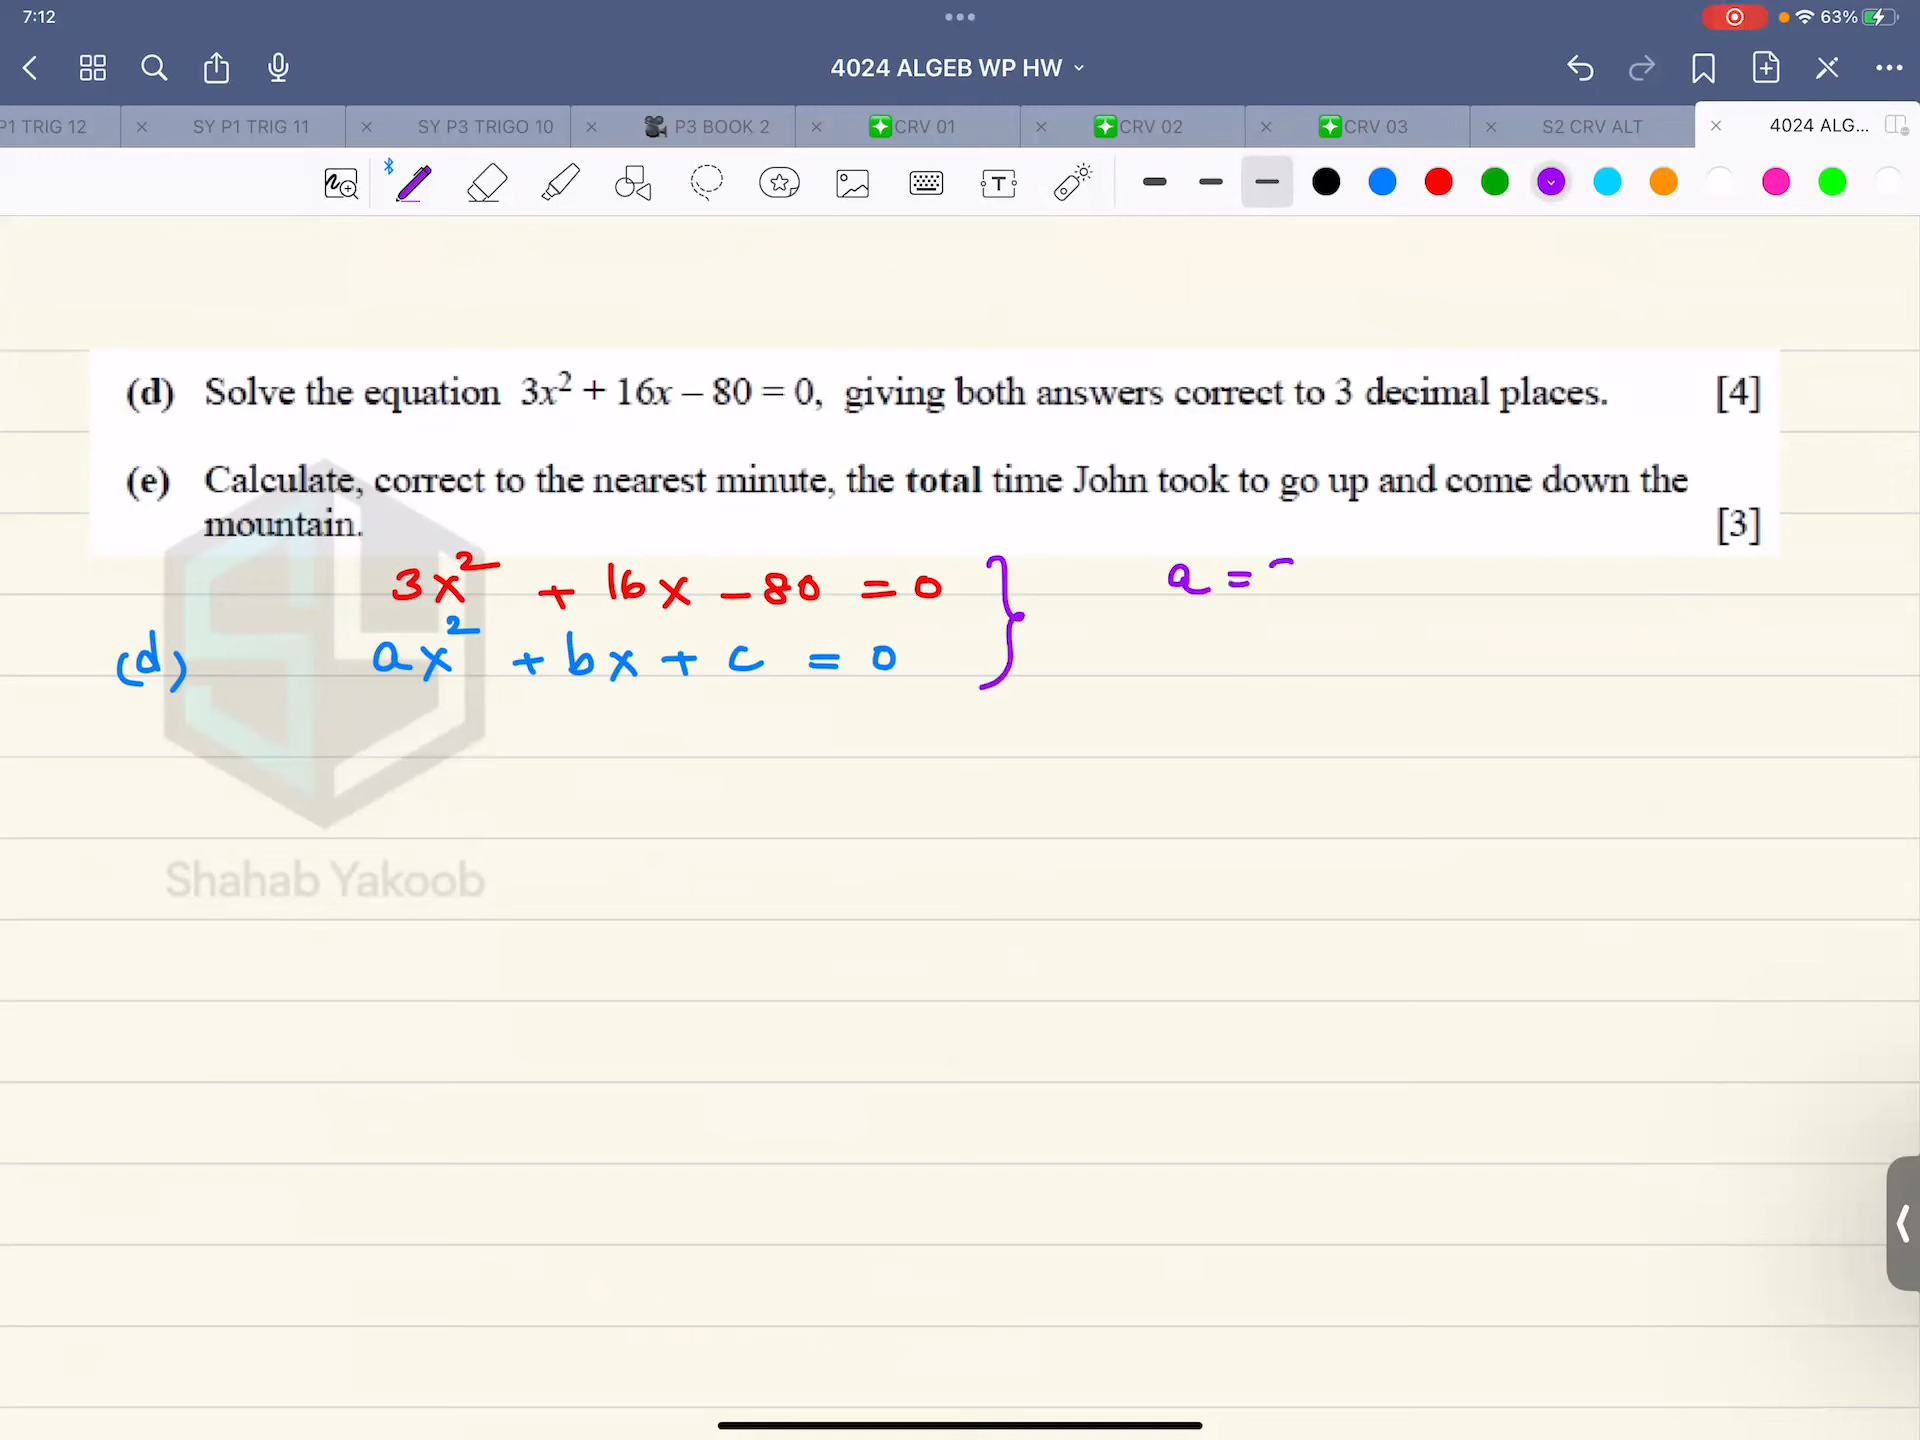 7:12
63%
4024 ALGEB WP HW
P1 TRIG 12
SY P1 TRIG 11
SY P3 TRIGO 10
P3 BOOK 2
CRV 01
CRV 02
CRV 03
S2 CRV ALT
4024 ALG...
(d) Solve the equation 3x² + 16x – 80 = 0, giving both answers correct to 3 decimal places. [4]
(e) Calculate, correct to the nearest minute, the total time John took to go up and come down the
mountain. [3]
3x² + 16x - 80 = 0
a =
(d) ax² + bx + c = 0
Shahab Yakoob